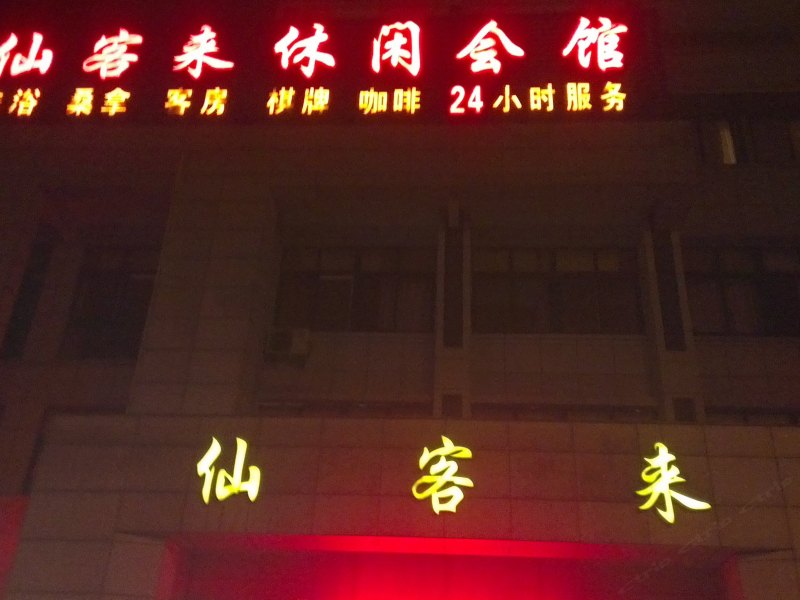 仙客来休闲会馆
浴 桑拿 客房 棋牌 咖啡 24小时服务
仙客来